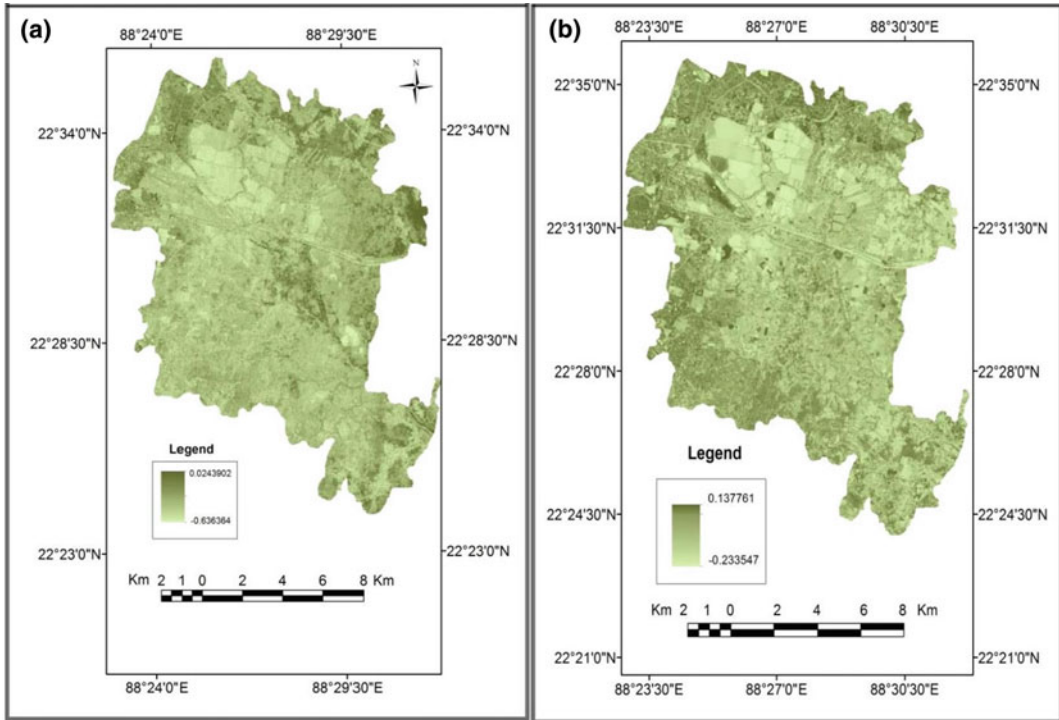 (a)
88°24'0"E 88°29'30"E
N
22°34'0"N 22°34'0"N
22°28'30"N 22°28'30"N
Legend
0.0243902
-0.636364
22°23'0"N 22°23'0"N
Km 2 1 0 2 4 6 8 Km
88°24'0"E 88°29'30"E
(b)
88°23'30"E 88°27'0"E 88°30'30"E
22°35'0"N 22°35'0"N
22°31'30"N 22°31'30"N
22°28'0"N 22°28'0"N
Legend
0.137761
-0.233547
22°24'30"N 22°24'30"N
Km 2 1 0 2 4 6 8 Km
22°21'0"N 22°21'0"N
88°23'30"E 88°27'0"E 88°30'30"E